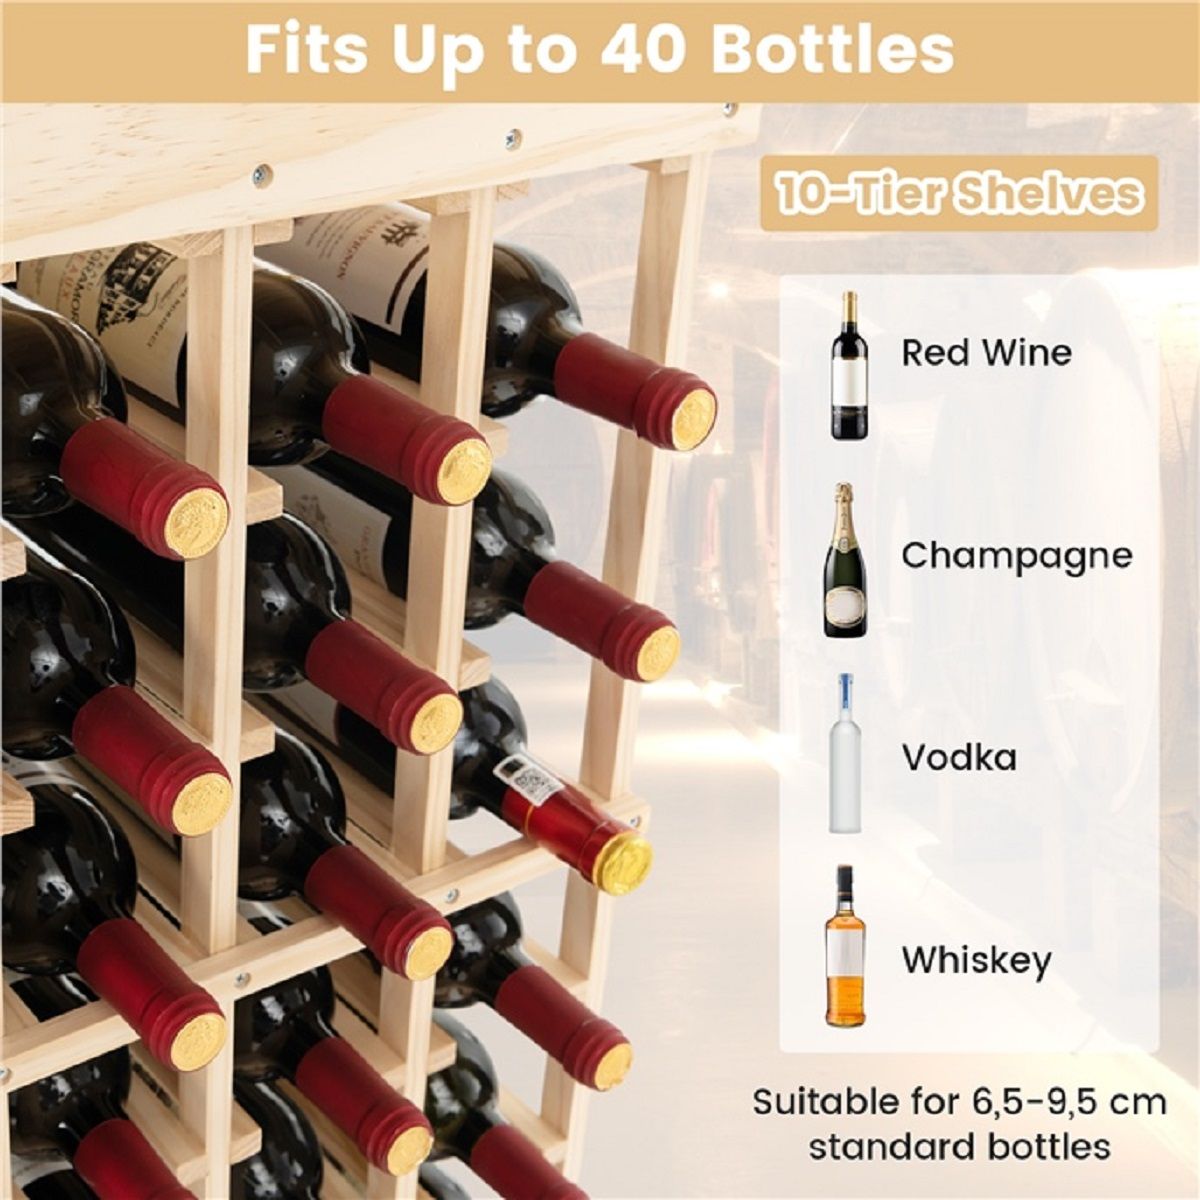 Fits Up to 40 Bottles
10-Tier Shelves
Red Wine
Champagne
Vodka
Whiskey
Suitable for 6,5-9,5 cm
standard bottles